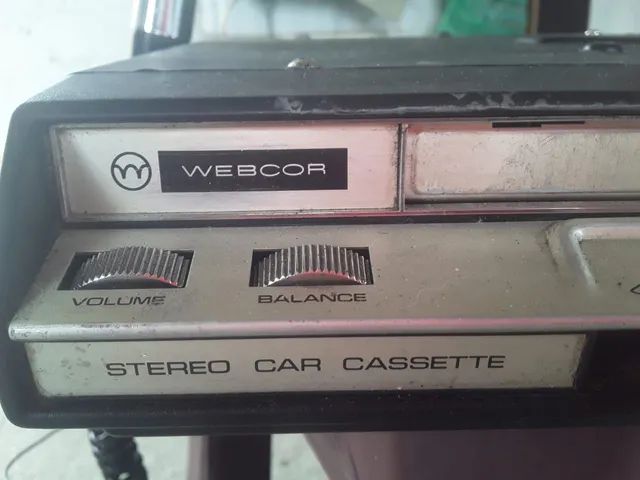 WEBCOR
VOLUME
BALANCE
STEREO CAR CASSETTE